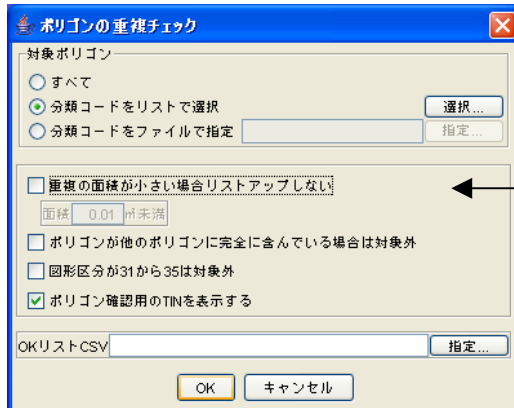 ポリゴンの重複チェック
対象ポリゴン
すべて
分類コードをリストで選択 選択...
分類コードをファイルで指定 指定...
重複の面積が小さい場合リストアップしない
面積 0.01 ㎡未満
ポリゴンが他のポリゴンに完全に含んでいる場合は対象外
図形区分が31から35は対象外
ポリゴン確認用のTINを表示する
OKリストCSV 指定...
OK キャンセル